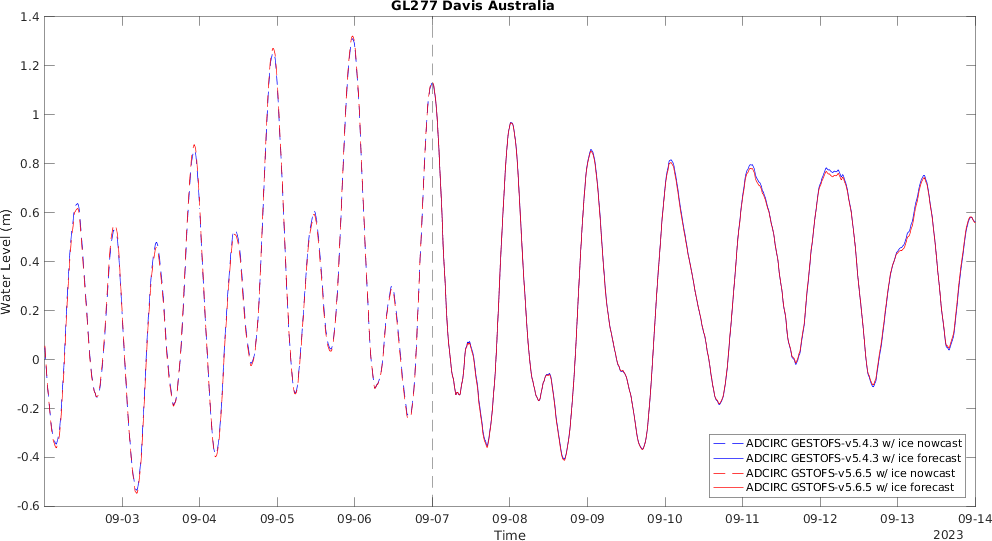 GL277 Davis Australia
1.4
1.2
1
0.8
0.6
0.4
0.2
0
-0.2
-0.4
-0.6
Water Level (m)
09-03 09-04 09-05 09-06 09-07 09-08 09-09 09-10 09-11 09-12 09-13 09-14
Time
2023
ADCIRC GESTOFS-v5.4.3 w/ ice nowcast
ADCIRC GESTOFS-v5.4.3 w/ ice forecast
ADCIRC GSTOFS-v5.6.5 w/ ice nowcast
ADCIRC GSTOFS-v5.6.5 w/ ice forecast